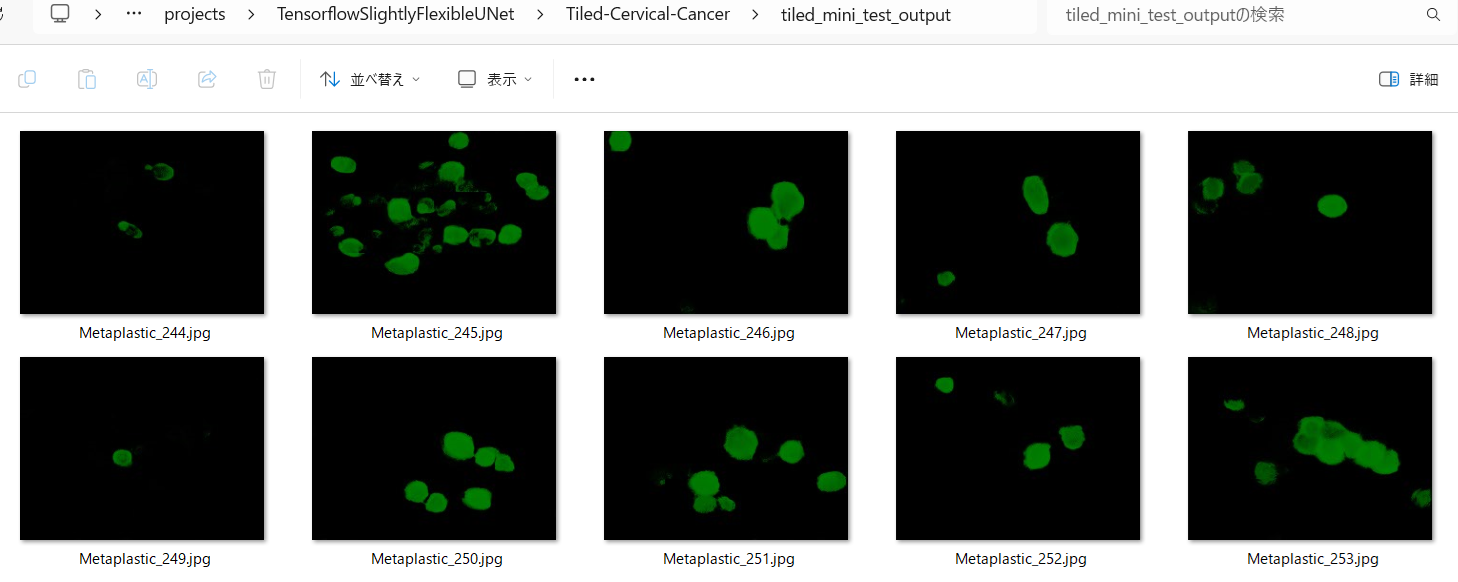 projects > TensorflowSlightlyFlexibleUNet > Tiled-Cervical-Cancer > tiled_mini_test_output
tiled_mini_test_outputの検索
並べ替え
表示
詳細
Metaplastic_244.jpg
Metaplastic_245.jpg
Metaplastic_246.jpg
Metaplastic_247.jpg
Metaplastic_248.jpg
Metaplastic_249.jpg
Metaplastic_250.jpg
Metaplastic_251.jpg
Metaplastic_252.jpg
Metaplastic_253.jpg